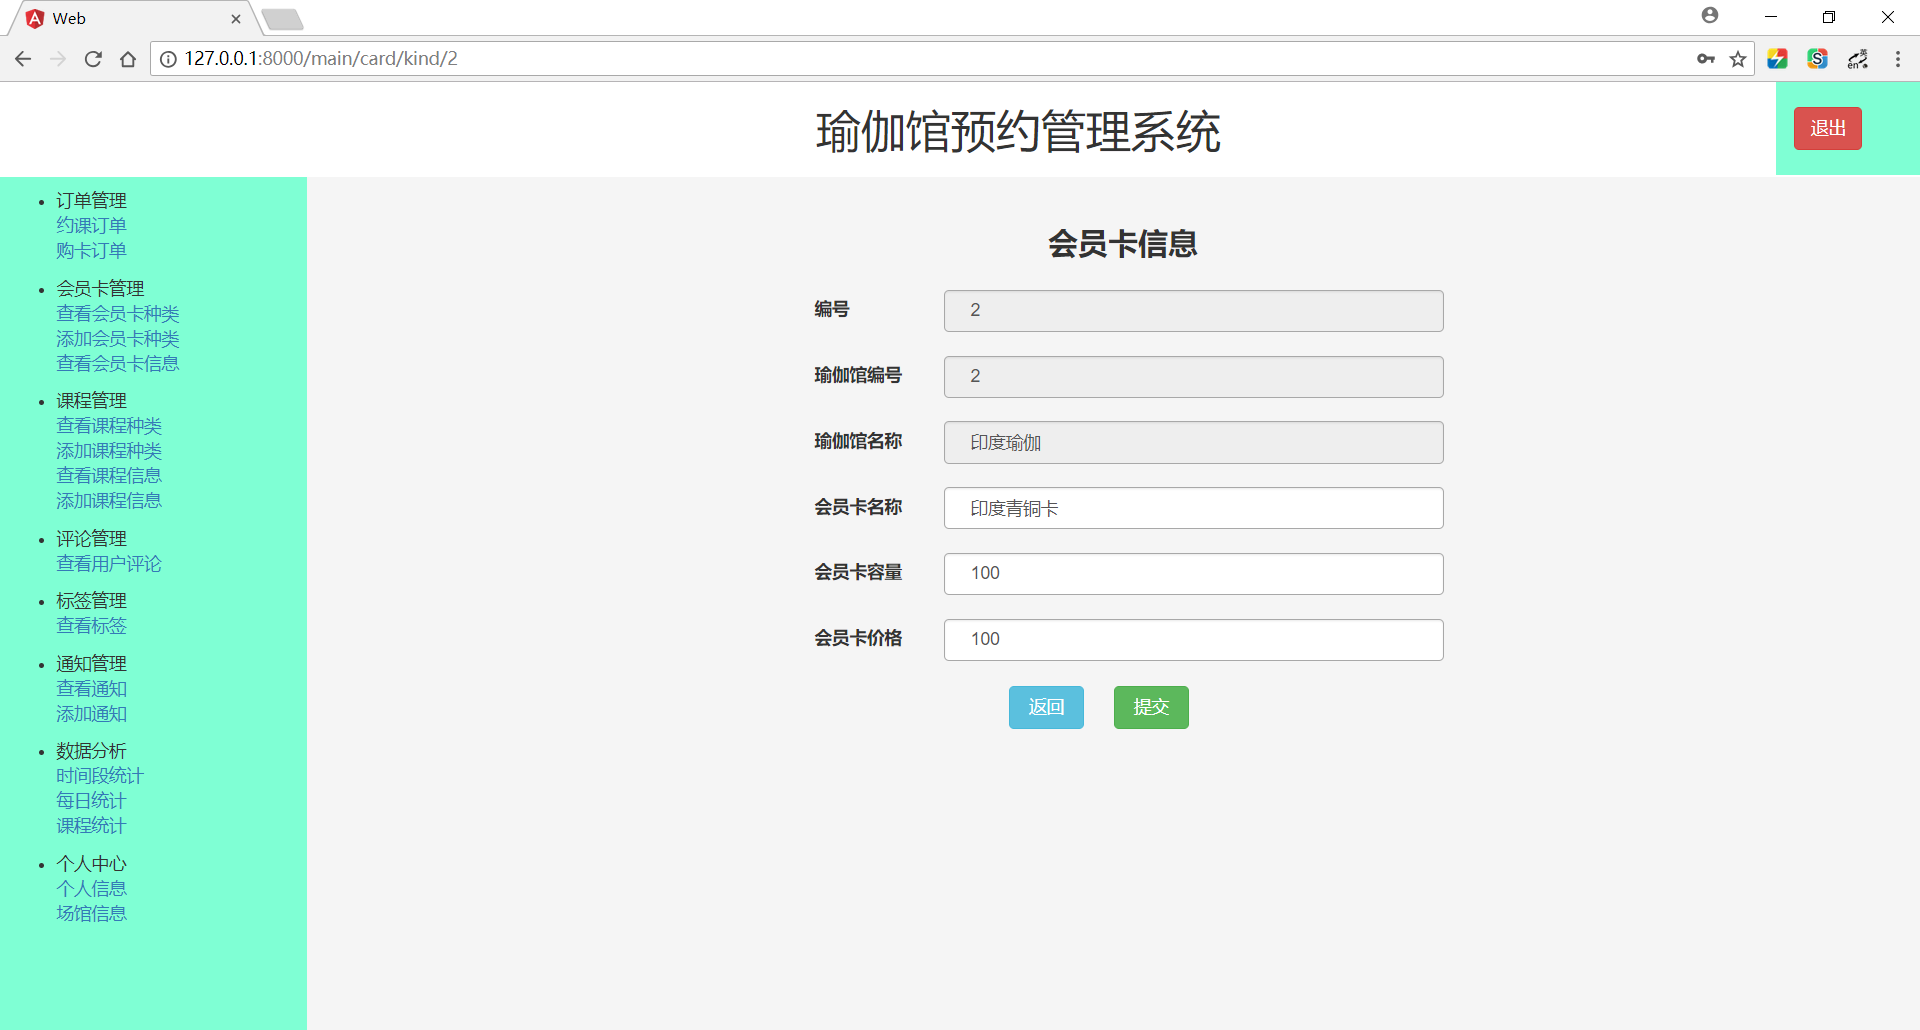 Web
127.0.0.1:8000/main/card/kind/2
瑜伽馆预约管理系统
退出
订单管理
约课订单
购卡订单
会员卡管理
查看会员卡种类
添加会员卡种类
查看会员卡信息
课程管理
查看课程种类
添加课程种类
查看课程信息
添加课程信息
评论管理
查看用户评论
标签管理
查看标签
通知管理
查看通知
添加通知
数据分析
时间段统计
每日统计
课程统计
个人中心
个人信息
场馆信息
会员卡信息
编号 2
瑜伽馆编号 2
瑜伽馆名称 印度瑜伽
会员卡名称 印度青铜卡
会员卡容量 100
会员卡价格 100
返回 提交